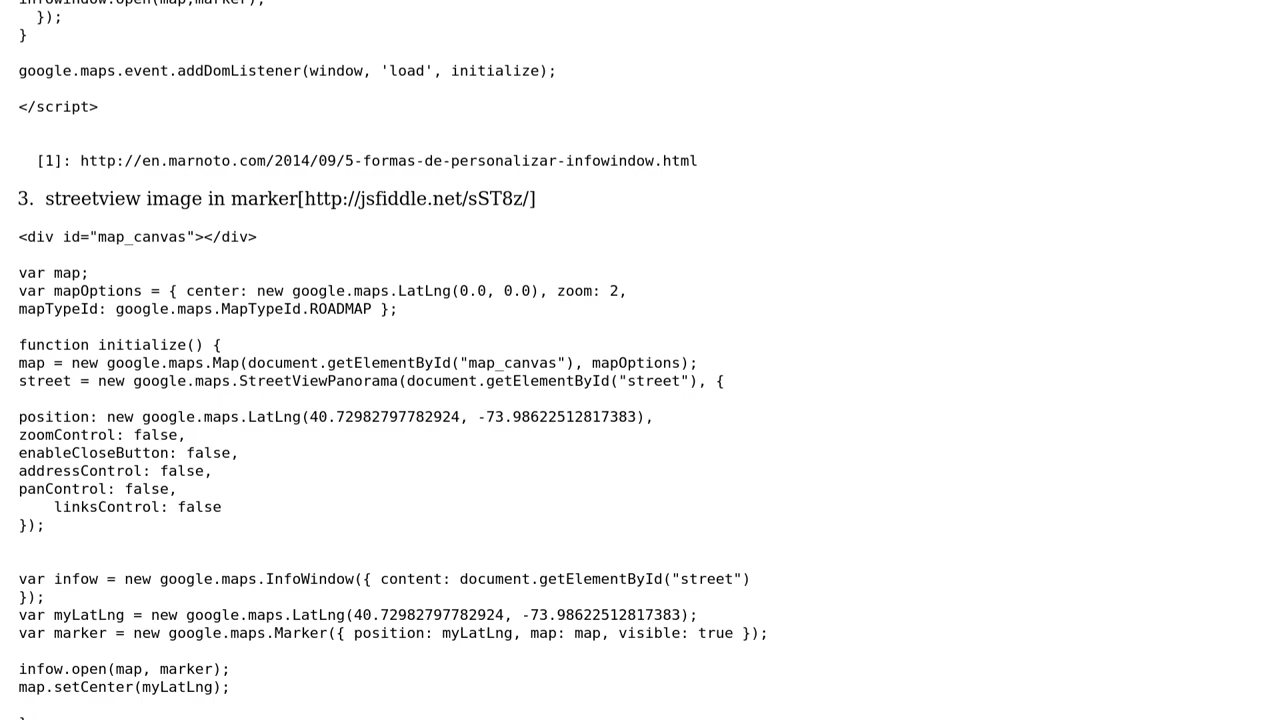 infowindow.open(map,marker);
  });
}

google.maps.event.addDomListener(window, 'load', initialize);

</script>

  [1]: http://en.marnoto.com/2014/09/5-formas-de-personalizar-infowindow.html
3. streetview image in marker[http://jsfiddle.net/sST8z/]
<div id="map_canvas"></div>

var map;
var mapOptions = { center: new google.maps.LatLng(0.0, 0.0), zoom: 2,
mapTypeId: google.maps.MapTypeId.ROADMAP };

function initialize() {
map = new google.maps.Map(document.getElementById("map_canvas"), mapOptions);
street = new google.maps.StreetViewPanorama(document.getElementById("street"), {

position: new google.maps.LatLng(40.72982797782924, -73.98622512817383),
zoomControl: false,
enableCloseButton: false,
addressControl: false,
panControl: false,
    linksControl: false
});

var infow = new google.maps.InfoWindow({ content: document.getElementById("street")
});
var myLatLng = new google.maps.LatLng(40.72982797782924, -73.98622512817383);
var marker = new google.maps.Marker({ position: myLatLng, map: map, visible: true });

infow.open(map, marker);
map.setCenter(myLatLng);

}